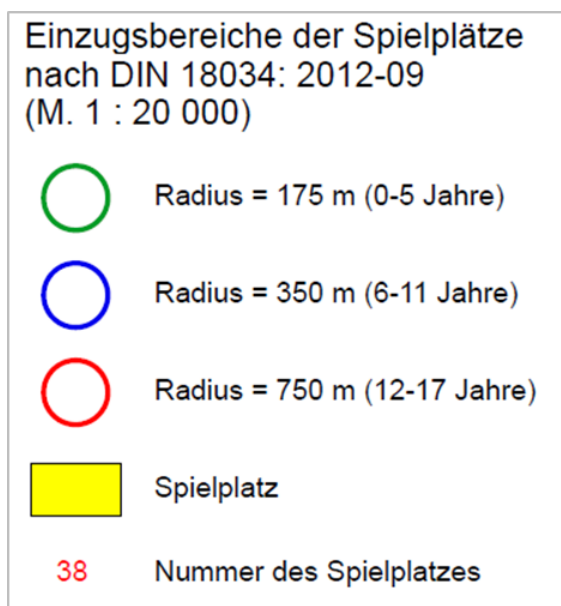 Einzugsbereiche der Spielplätze
nach DIN 18034: 2012-09
(M. 1 : 20 000)
Radius = 175 m (0-5 Jahre)
Radius = 350 m (6-11 Jahre)
Radius = 750 m (12-17 Jahre)
Spielplatz
38 Nummer des Spielplatzes